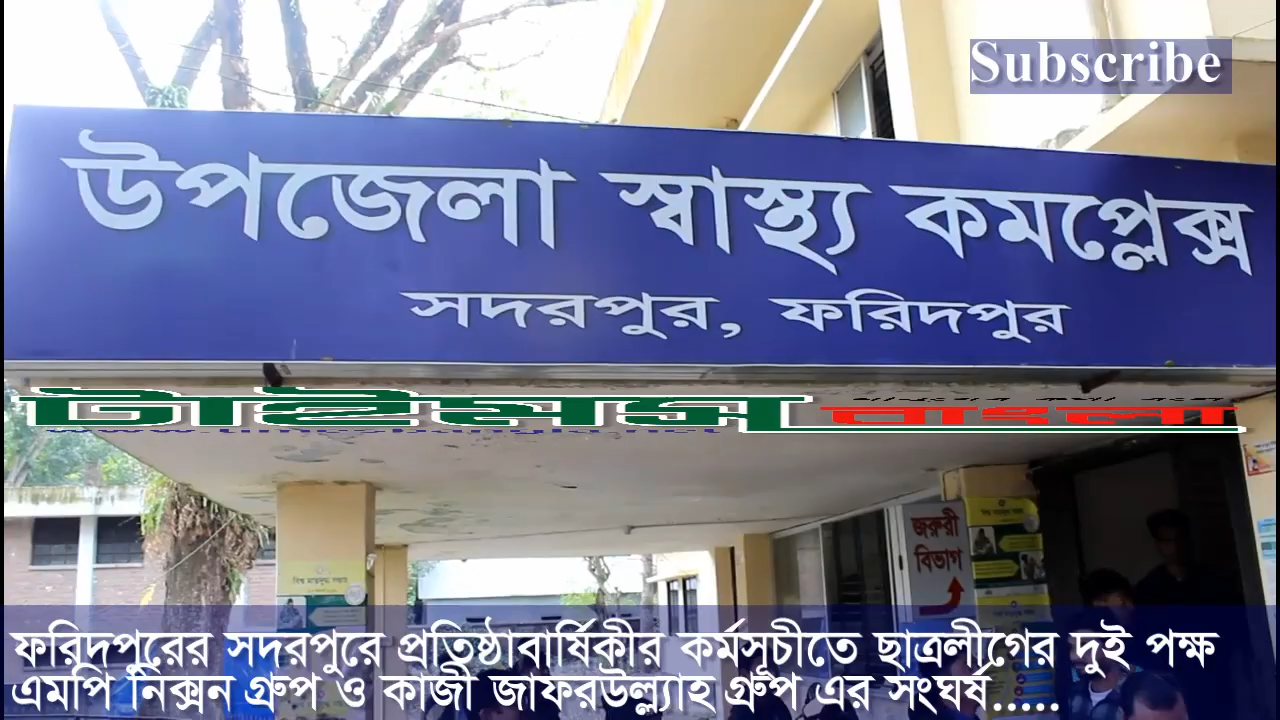 Subscribe
উপজেলা স্বাস্থ্য কমপ্লেক্স
সদরপুর, ফরিদপুর
টাইমস বাংলা
জরুরী
বিভাগ
ফরিদপুরের সদরপুরে প্রতিষ্ঠাবার্ষিকীর কর্মসূচীতে ছাত্রলীগের দুই পক্ষ
এমপি নিক্সন গ্রুপ ও কাজী জাফরউল্ল্যাহ গ্রুপ এর সংঘর্ষ.....